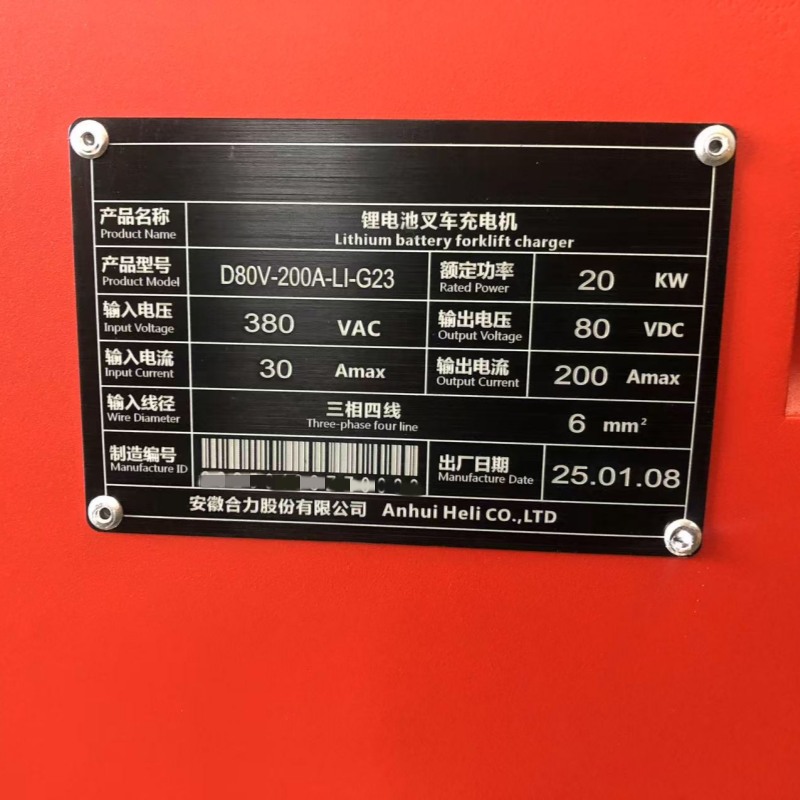 产品名称
Product Name
锂电池叉车充电机
Lithium battery forklift charger
产品型号
Product Model
D80V-200A-LI-G23
额定功率
Rated Power
20 KW
输入电压
Input Voltage
380 VAC
输出电压
Output Voltage
80 VDC
输入电流
Input Current
30 Amax
输出电流
Output Current
200 Amax
输入线径
Wire Diameter
三相四线
Three-phase four line
6 mm²
制造编号
Manufacture ID
出厂日期
Manufacture Date
25.01.08
安徽合力股份有限公司 Anhui Heli CO.,LTD